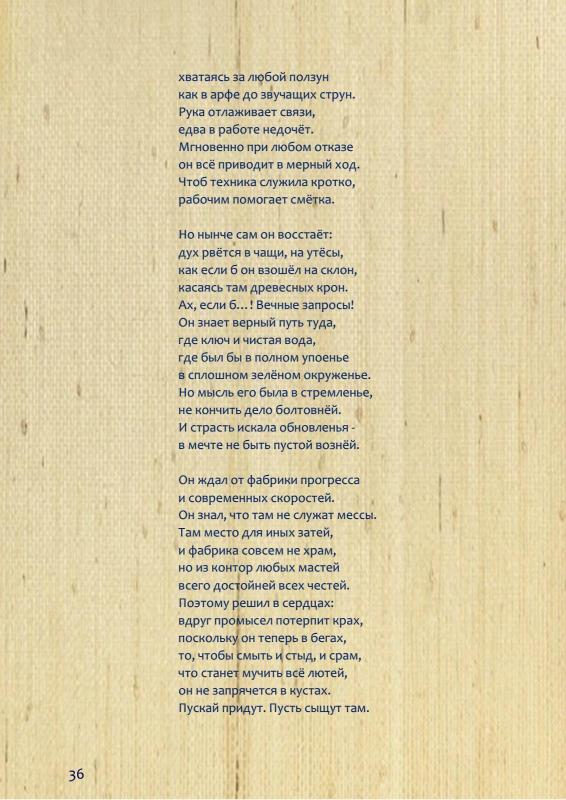 хватаясь за любой ползун
как в арфе до звучащих струн.
Рука отлаживает связи,
едва в работе недочёт.
Мгновенно при любом отказе
он всё приводит в мерный ход.
Чтоб техника служила кротко,
рабочим помогает смётка.

Но нынче сам он восстаёт:
дух рвётся в чащи, на утёсы,
как если б он взошёл на склон,
касаясь там древесных крон.
Ах, если б...! Вечные запросы!
Он знает верный путь туда,
где ключ и чистая вода,
где был бы в полном упоенье
в сплошном зелёном окруженье.
Но мысль его была в стремленье,
не кончить дело болтовнёй.
И страсть искала обновленья -
в мечте не быть пустой вознёй.

Он ждал от фабрики прогресса
и современных скоростей.
Он знал, что там не служат мессы.
Там место для иных затей,
и фабрика совсем не храм,
но из контор любых мастей
всего достойней всех честей.
Поэтому решил в сердцах:
вдруг промысел потерпит крах,
поскольку он теперь в бегах,
то, чтобы смыть и стыд, и срам,
что станет мучить всё лютей,
он не запрячется в кустах.
Пускай придут. Пусть сыщут там.

36